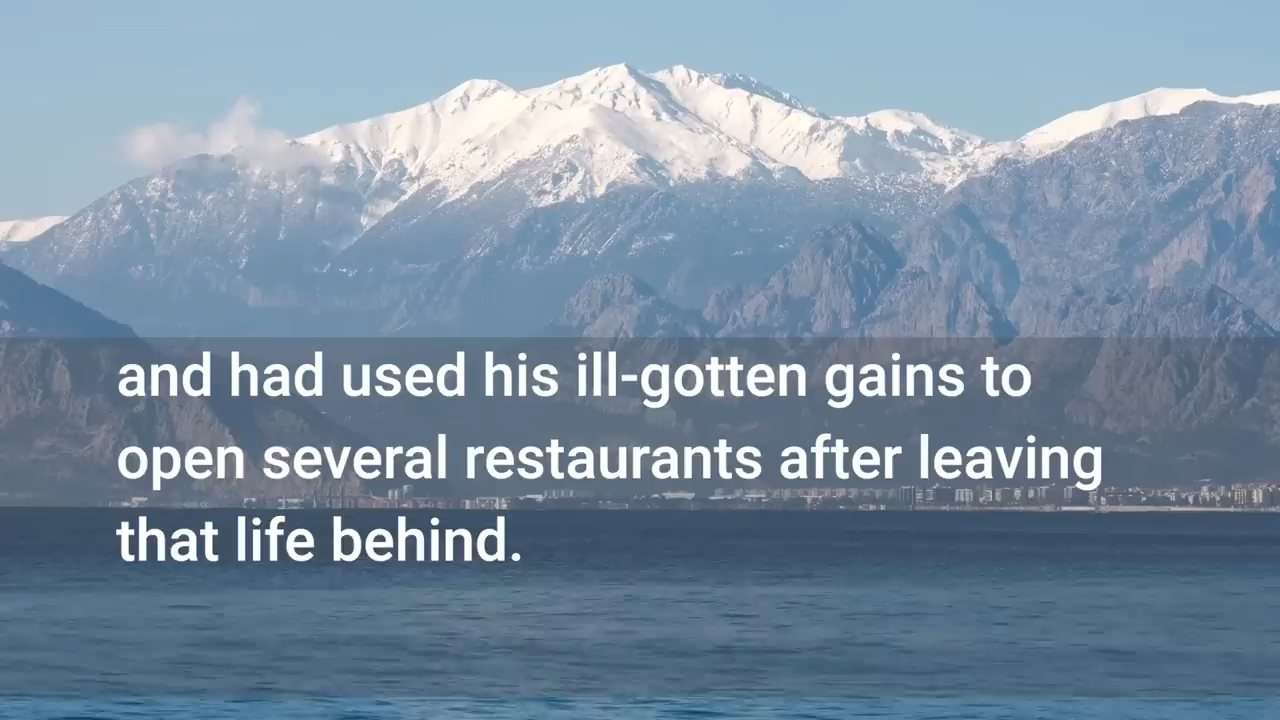 and had used his ill-gotten gains to
open several restaurants after leaving
that life behind.